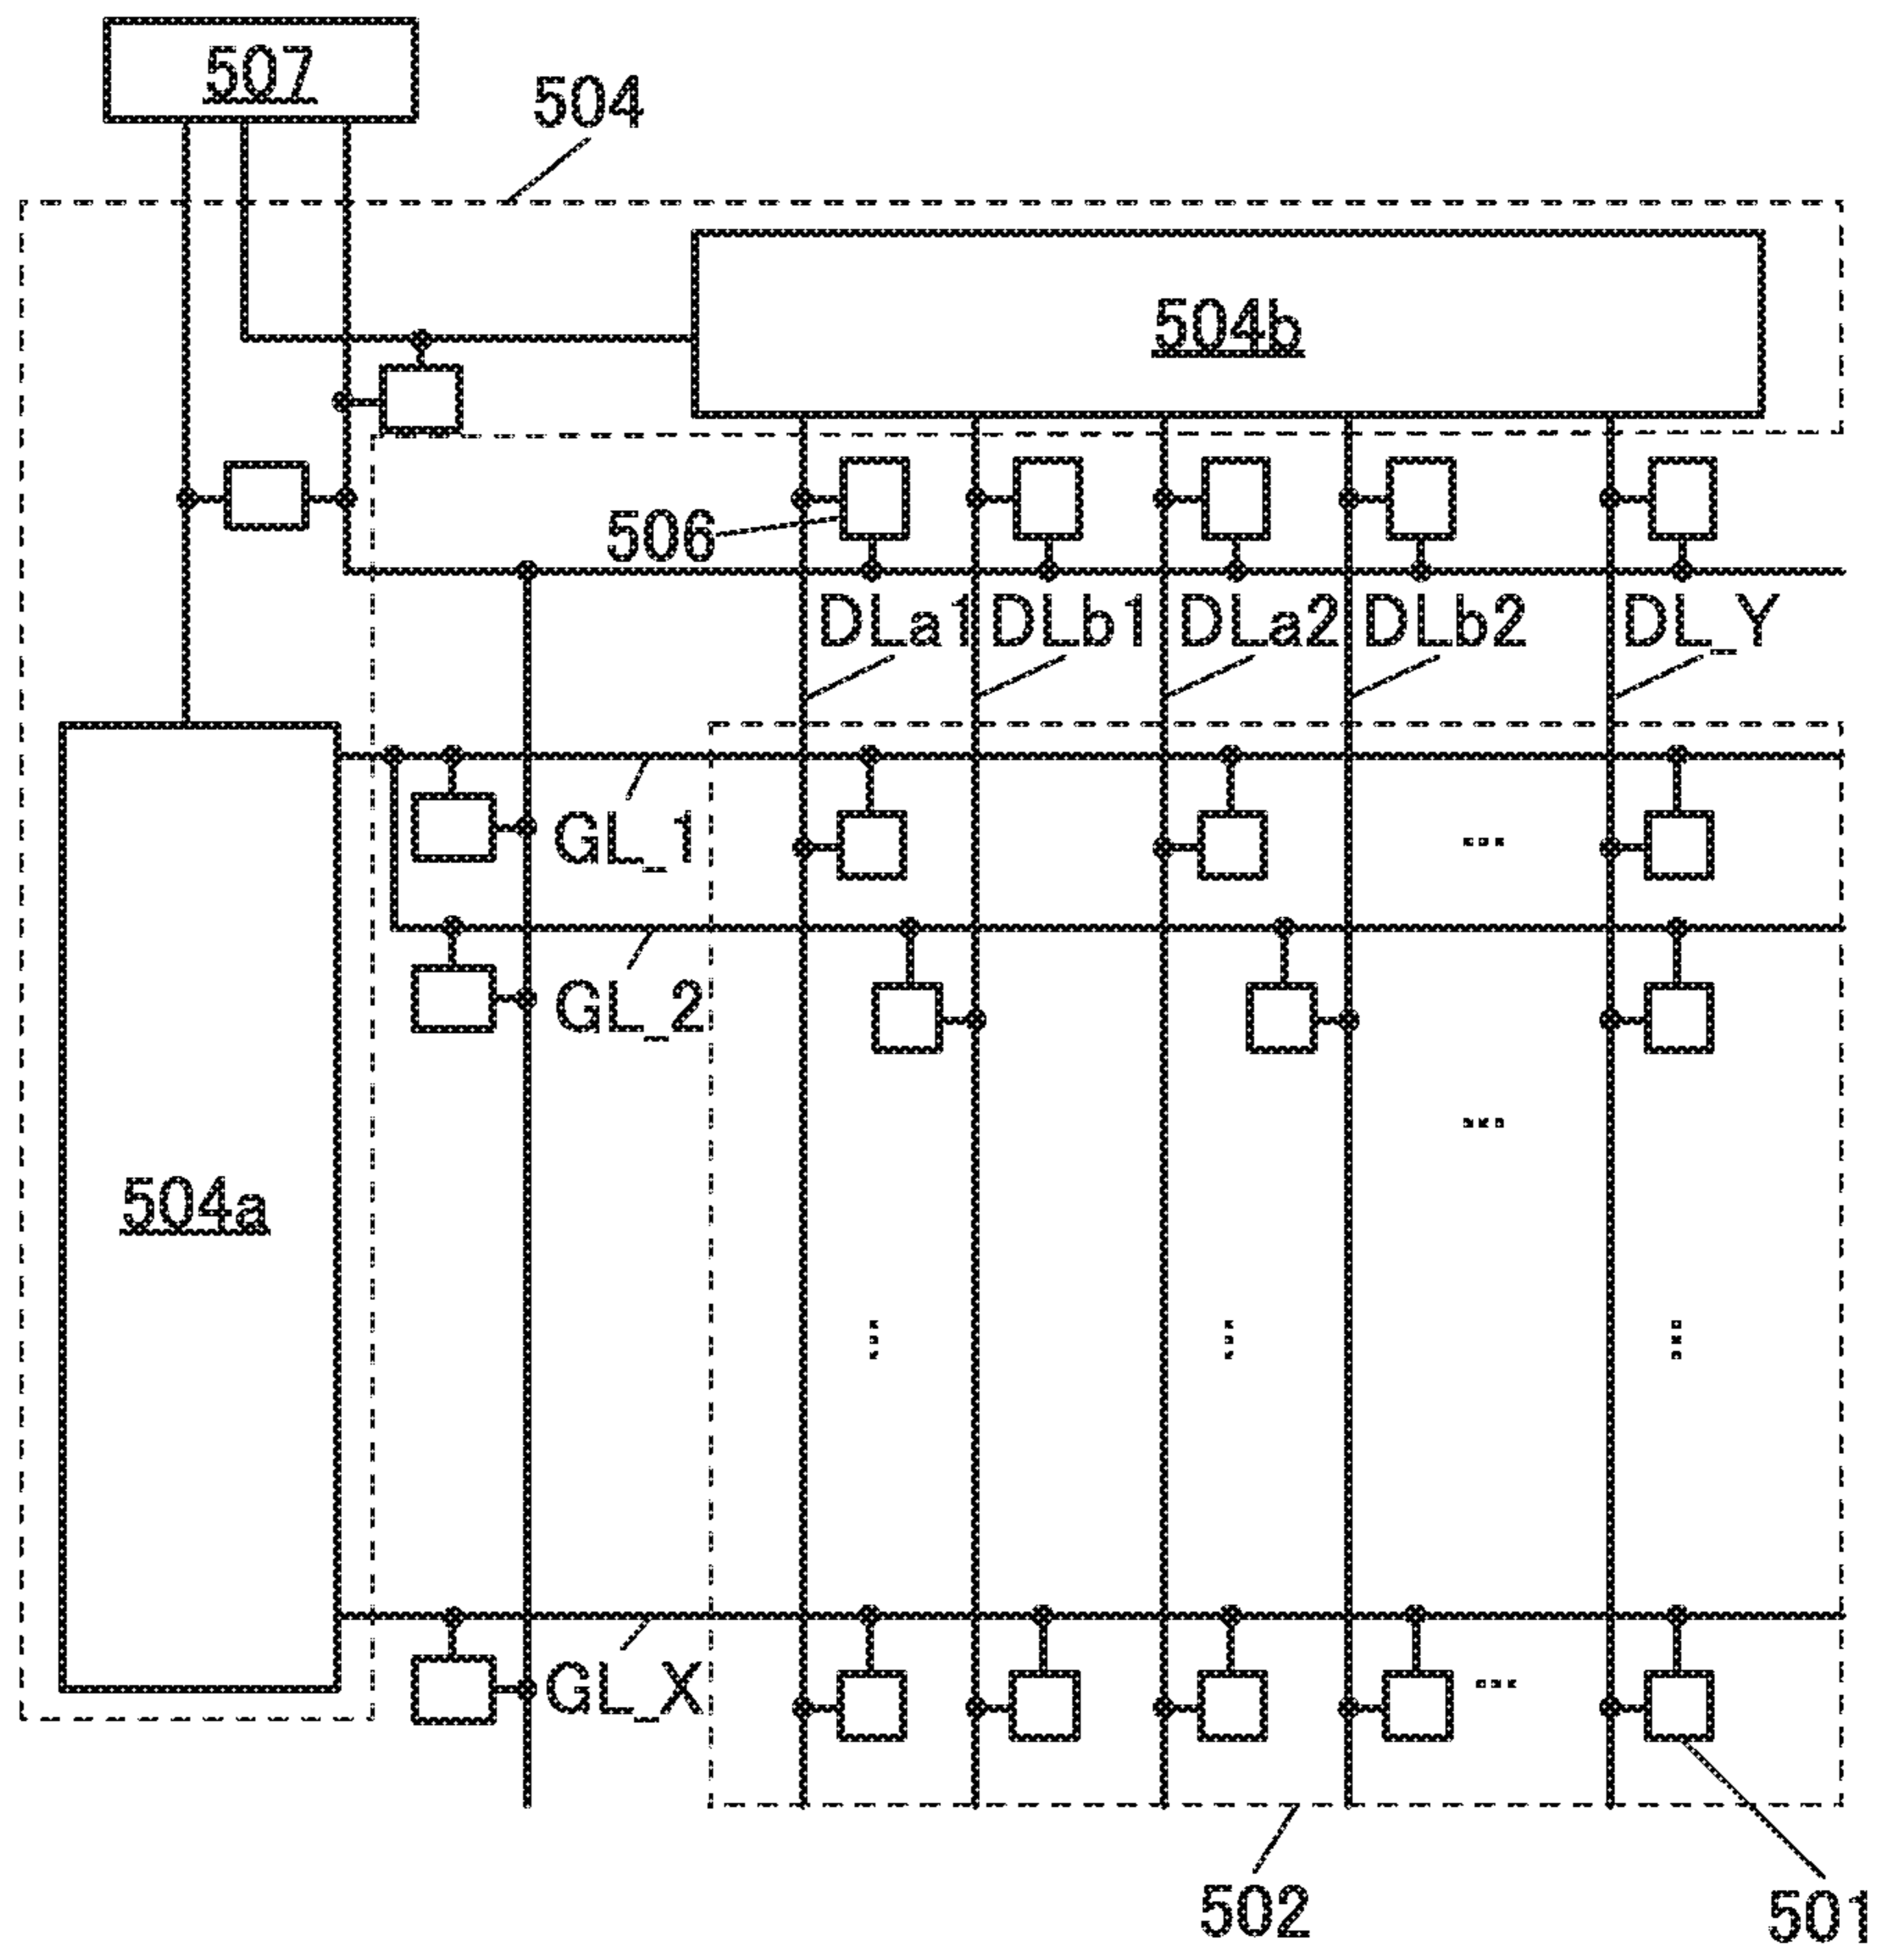 507
504
504b
506
DLa1 DLb1 DLa2 DLb2 DL_Y
GL_1
GL_2
504a
GL_X
502
501